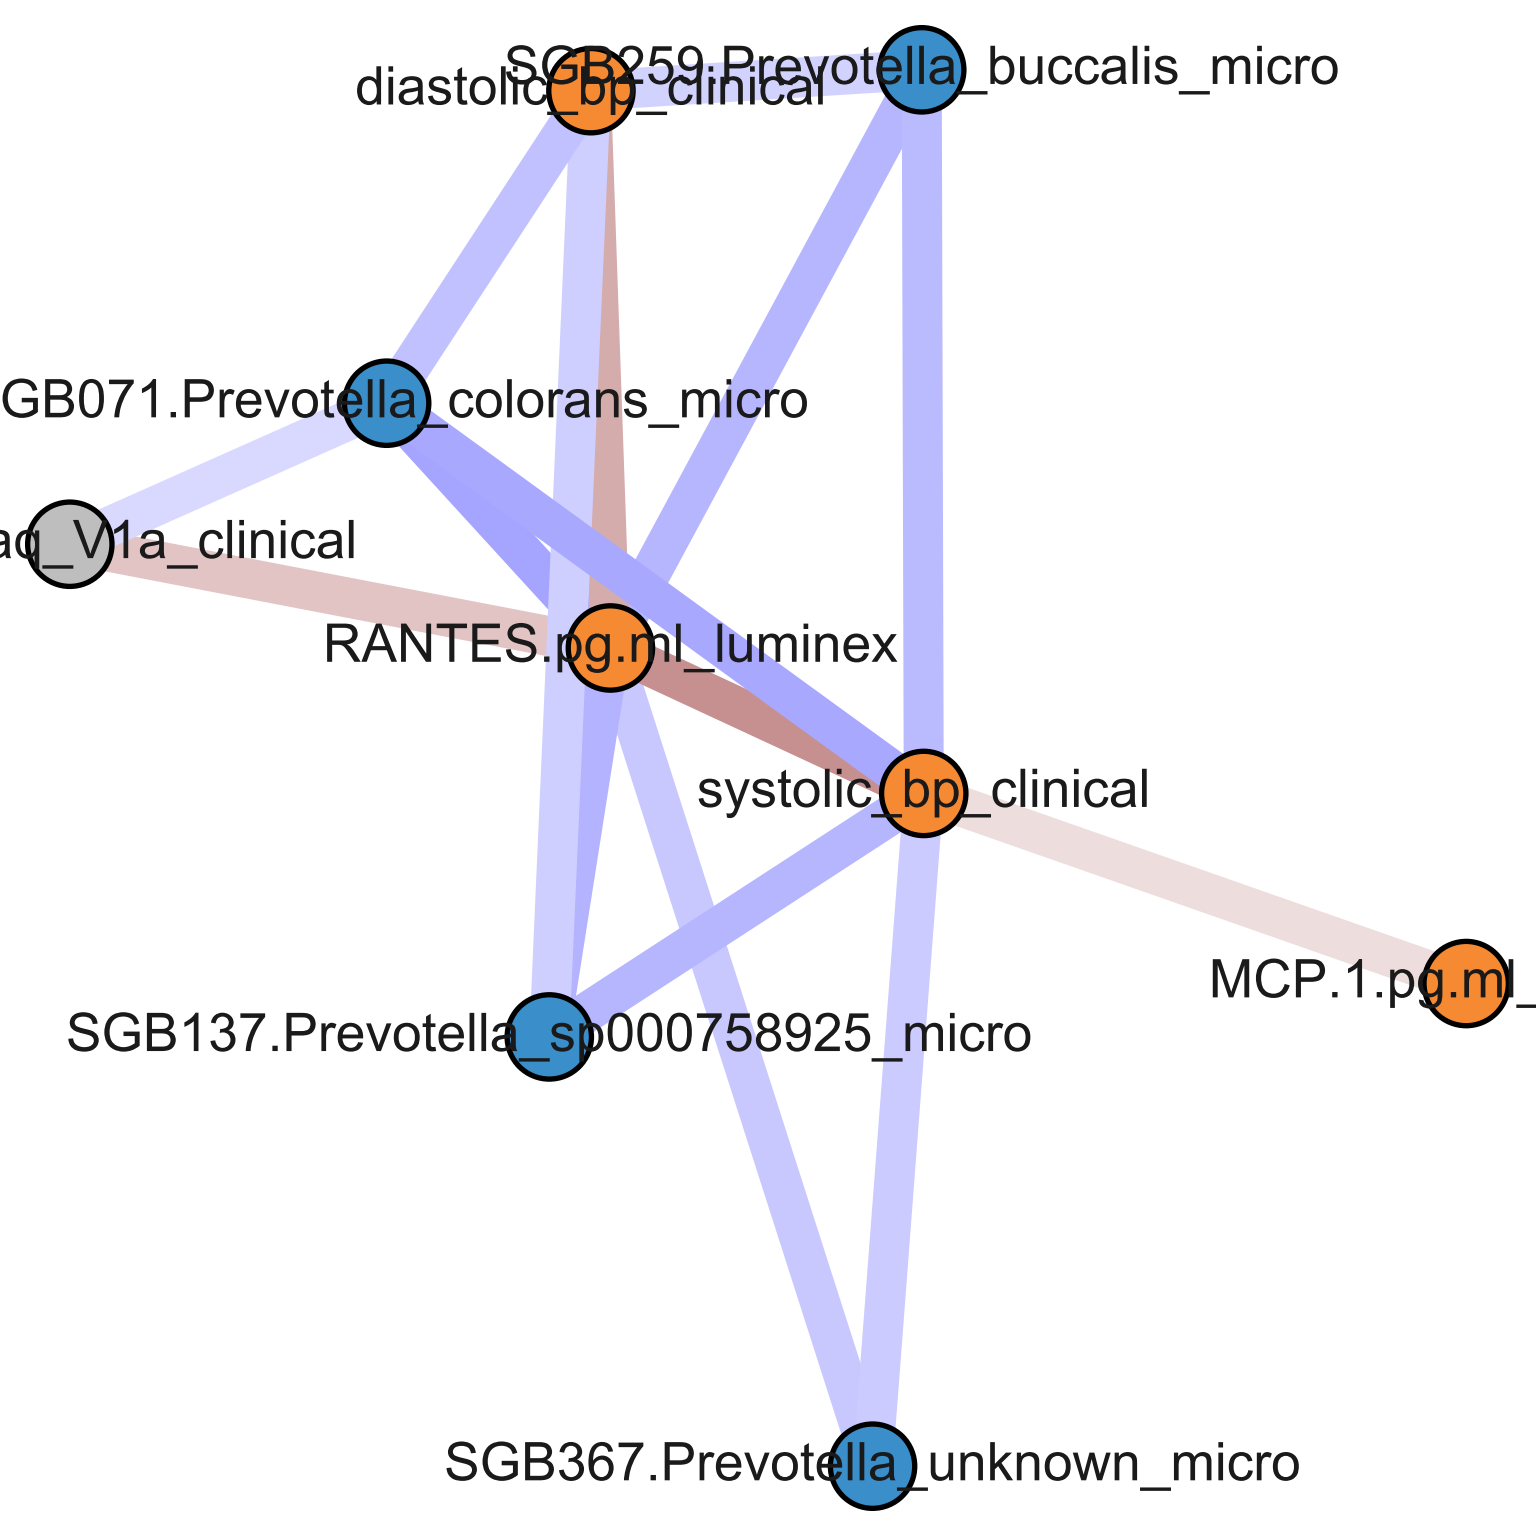 SGB259.Prevotella_buccalis_micro
diastolic_bp_clinical
GB071.Prevotella_colorans_micro
aq_V1a_clinical
RANTES.pg.ml_luminex
systolic_bp_clinical
MCP.1.pg.ml_
SGB137.Prevotella_sp000758925_micro
SGB367.Prevotella_unknown_micro